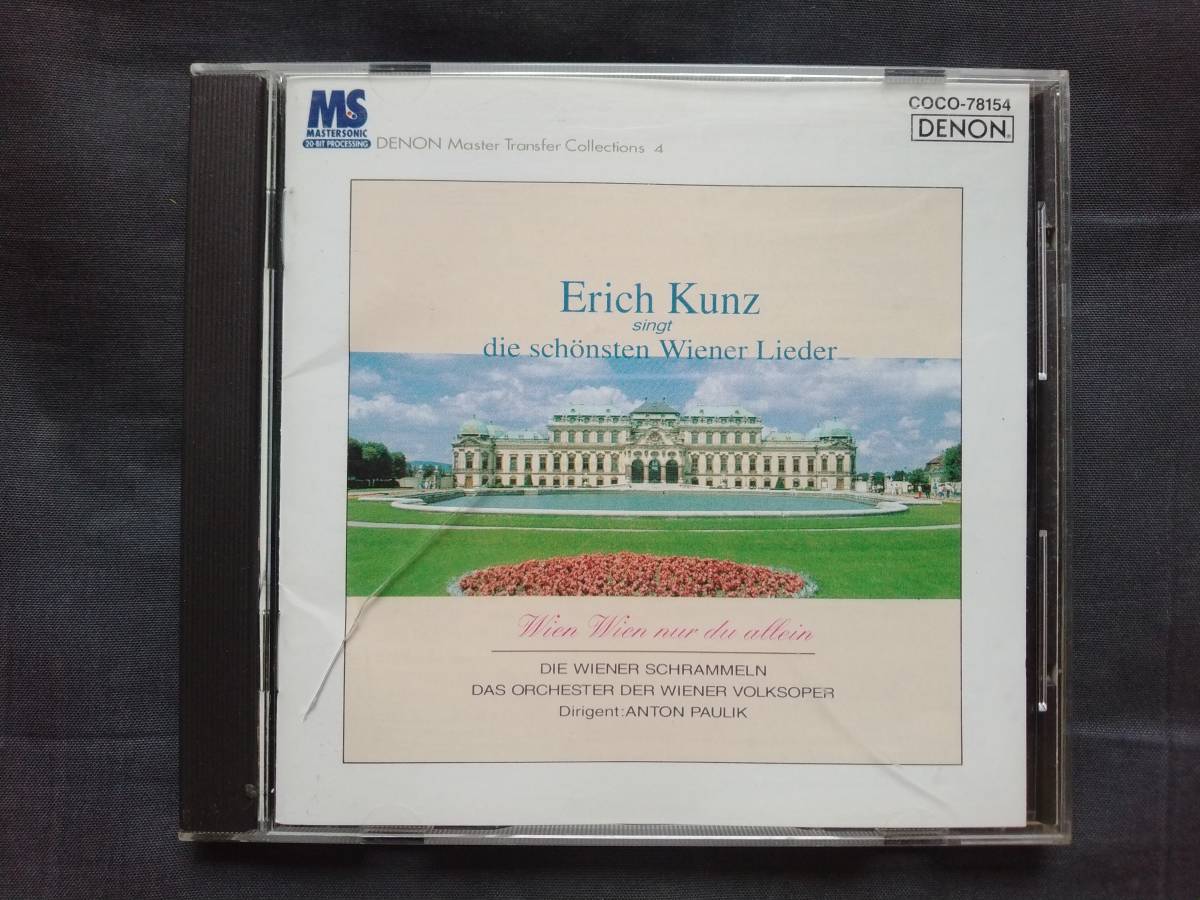 MS
MASTERSONIC
20-BIT PROCESSING
DENON Master Transfer Collections 4
COCO-78154
DENON
Erich Kunz
singt
die schönsten Wiener Lieder
Wien Wien nur du allein
DIE WIENER SCHRAMMELN
DAS ORCHESTER DER WIENER VOLKSOPER
Dirigent:ANTON PAULIK